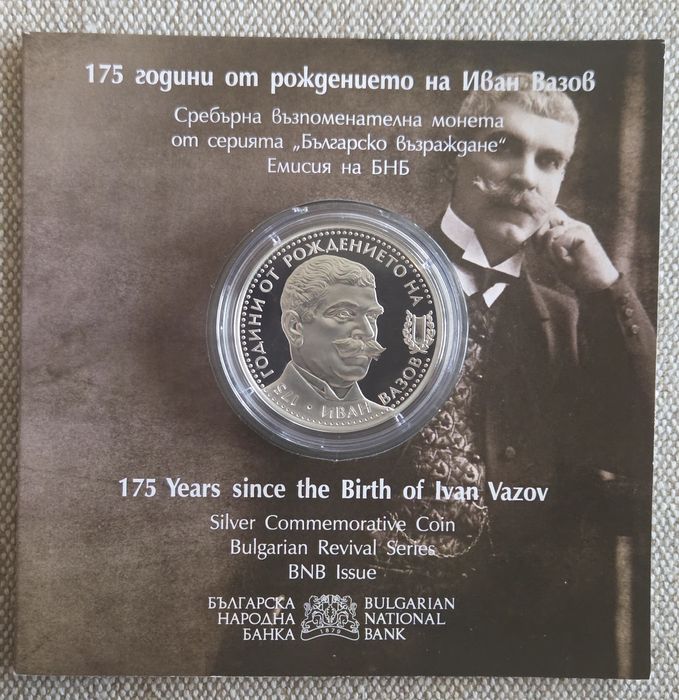 175 години от рождението на Иван Вазов
Сребърна възпоменателна монета
от серията „Българско възраждане“
Емисия на БНБ
175 ГОДИНИ ОТ РОЖДЕНИЕТО НА
• ИВАН ВАЗОВ
175 Years since the Birth of Ivan Vazov
Silver Commemorative Coin
Bulgarian Revival Series
BNB Issue
БЪЛГАРСКА
НАРОДНА
БАНКА
1879
BULGARIAN
NATIONAL
BANK